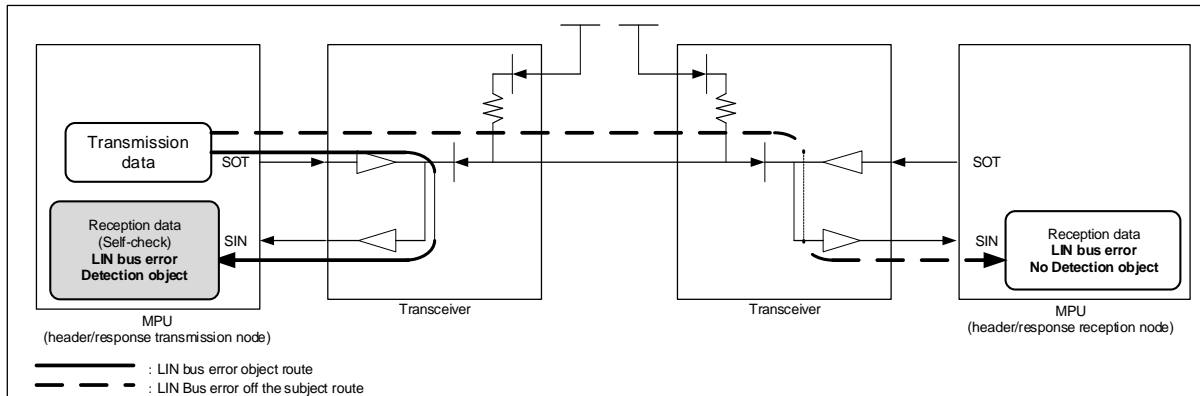 Transmission
data
SOT
SOT
Reception data
(Self-check)
LIN bus error
Detection object
SIN
SIN
Reception data
LIN bus error
No Detection object
Transceiver
Transceiver
MPU
(header/response transmission node)
MPU
(header/response reception node)
: LIN bus error object route
: LIN Bus error off the subject route